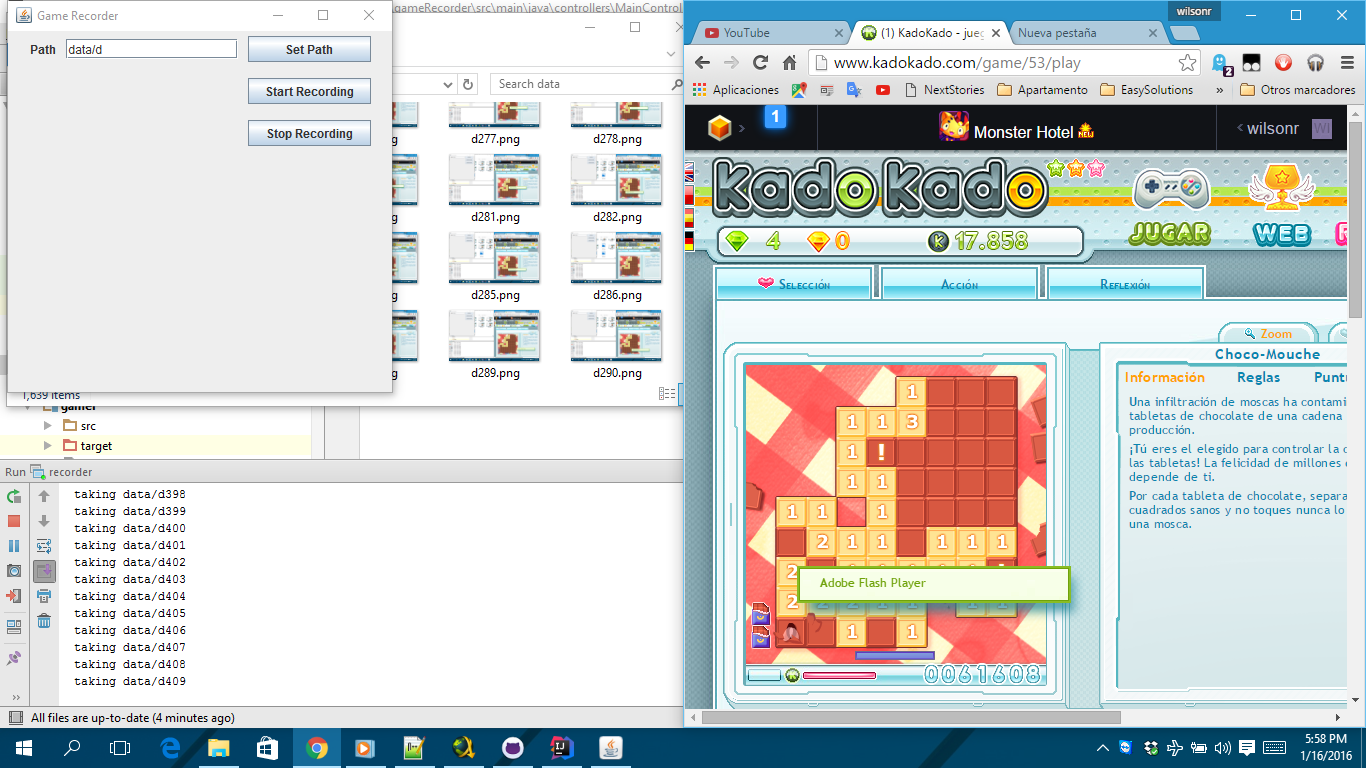 Game Recorder
Path data/d Set Path
Start Recording
Stop Recording
.gameRecorder\src\main\java\controllers\MainControl
Search data
d277.png d278.png
d281.png d282.png
d285.png d286.png
d289.png d290.png
1,639 items
src
target
Run recorder
taking data/d398
taking data/d399
taking data/d400
taking data/d401
taking data/d402
taking data/d403
taking data/d404
taking data/d405
taking data/d406
taking data/d407
taking data/d408
taking data/d409
All files are up-to-date (4 minutes ago)
wilsonr
YouTube (1) KadoKado - jueg Nueva pestaña
www.kadokado.com/game/53/play
2
Aplicaciones NextStories Apartamento EasySolutions » Otros marcadores
1 Monster Hotel NEW wilsonr WI
KadoKado
JUGAR WEB
4 0 K 17.858
Selección Acción Reflexión
Zoom
Choco-Mouche
Información Reglas Puntu
Una infiltración de moscas ha contami
tabletas de chocolate de una cadena
producción.
¡Tú eres el elegido para controlar la c
las tabletas! La felicidad de millones
depende de ti.
Por cada tableta de chocolate, separa
cuadrados sanos y no toques nunca lo
una mosca.
1
1 1 3
1 !
1 1
1 1 1
2 1 1 1 1 1
2
Adobe Flash Player
2
1 1
0061608
5:58 PM
1/16/2016